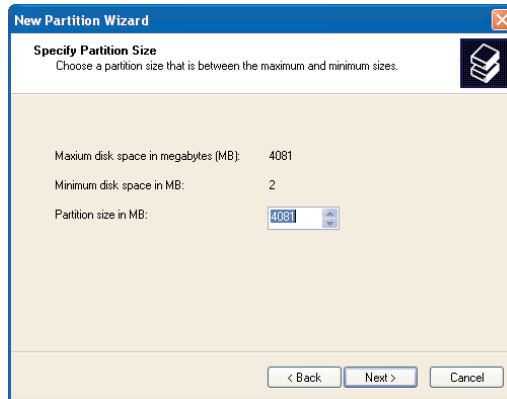 New Partition Wizard
Specify Partition Size
Choose a partition size that is between the maximum and minimum sizes.
Maxium disk space in megabytes (MB): 4081
Minimum disk space in MB: 2
Partition size in MB: 4081
< Back Next > Cancel